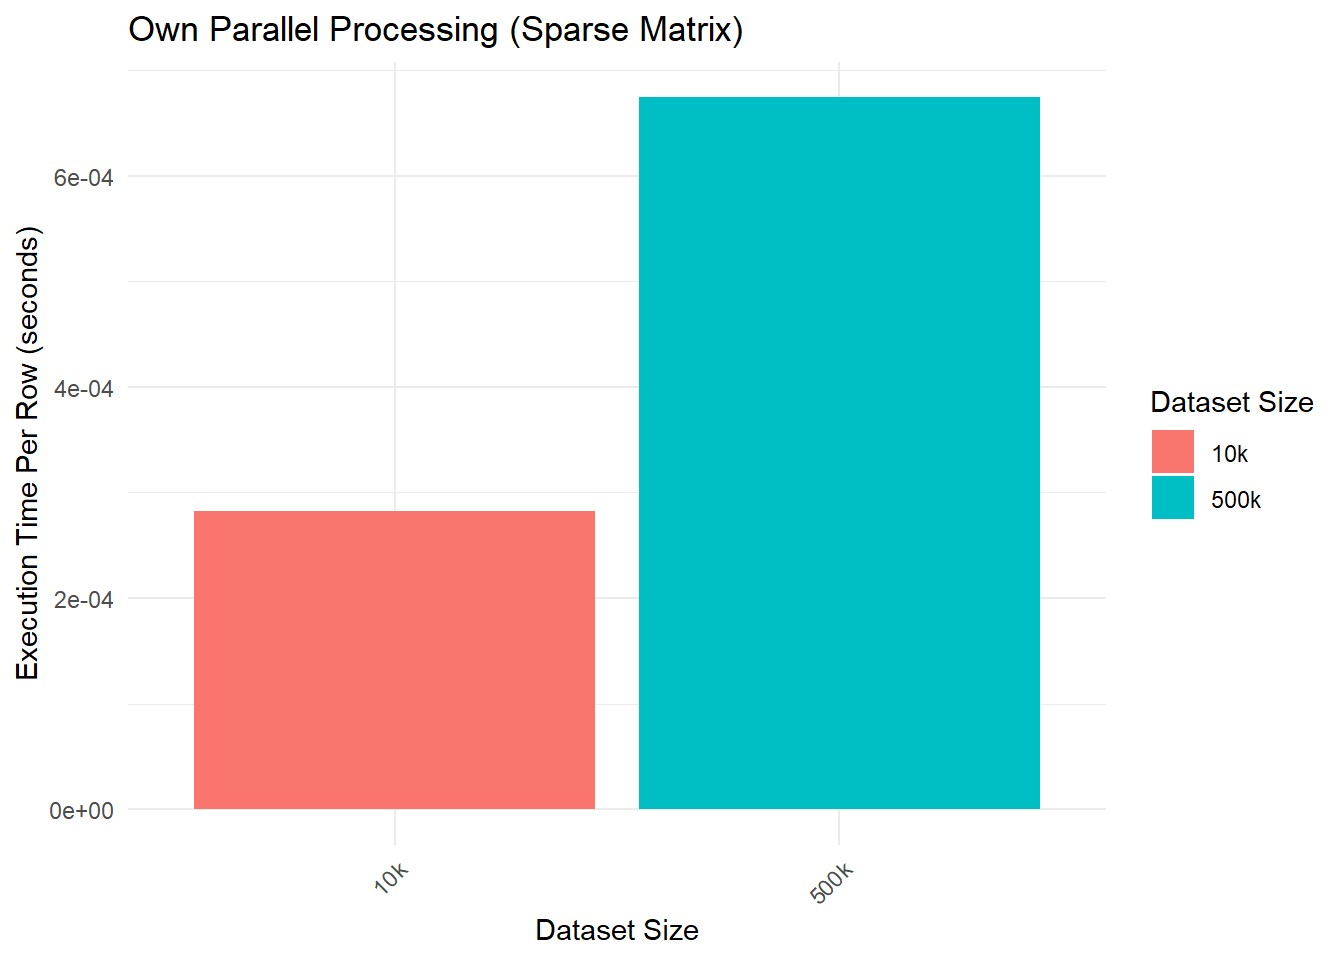 Own Parallel Processing (Sparse Matrix)
Execution Time Per Row (seconds)
6e-04
4e-04
2e-04
0e+00
10k
500k
Dataset Size
Dataset Size
10k
500k